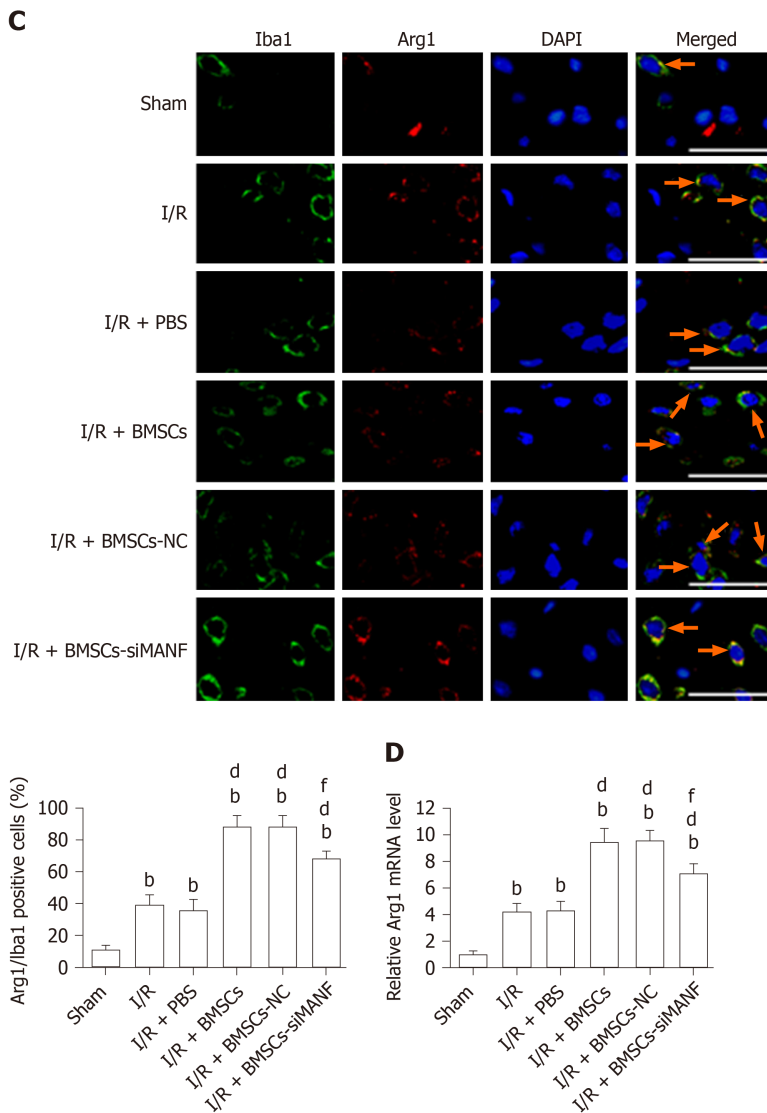 C
Iba1 Arg1 DAPI Merged
Sham
I/R
I/R + PBS
I/R + BMSCs
I/R + BMSCs-NC
I/R + BMSCs-siMANF
Arg1/Iba1 positive cells (%)
100
80
60
40
20
0
b
b
d
b
d
b
f
d
b
Sham
I/R
I/R + PBS
I/R + BMSCs
I/R + BMSCs-NC
I/R + BMSCs-siMANF
D
Relative Arg1 mRNA level
12
10
8
6
4
2
0
b
b
d
b
d
b
f
d
b
Sham
I/R
I/R + PBS
I/R + BMSCs
I/R + BMSCs-NC
I/R + BMSCs-siMANF